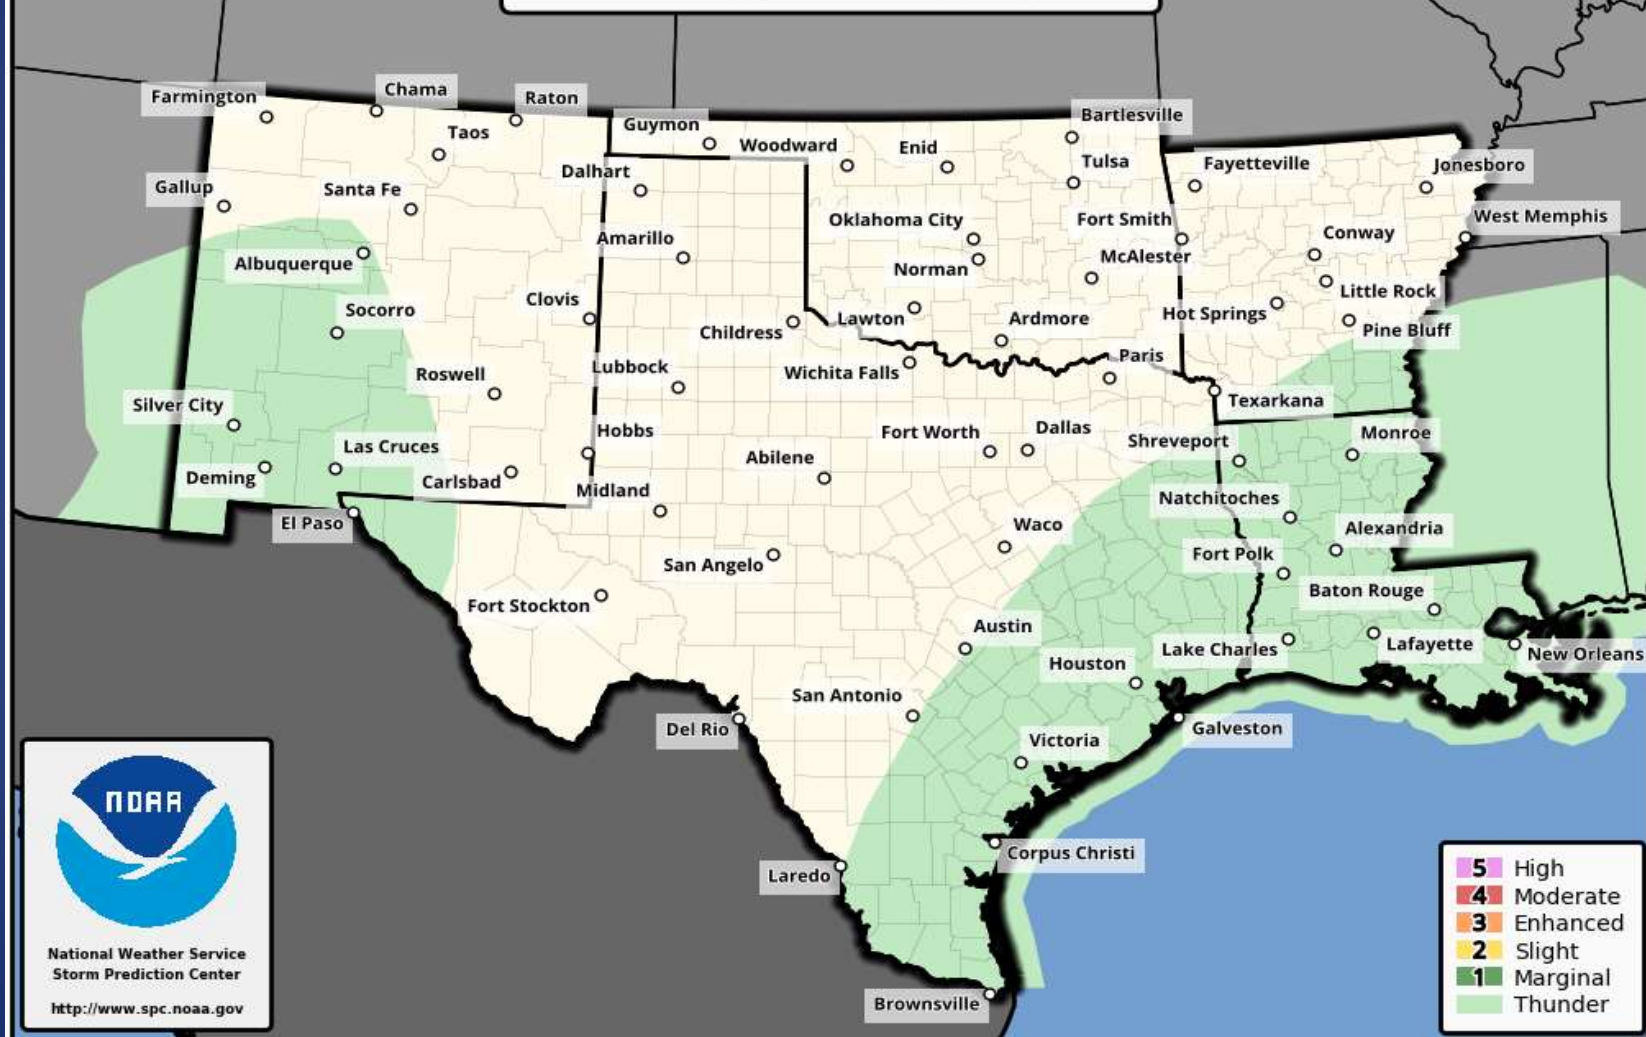 Farmington
Chama
Raton
Taos
Guymon
Woodward
Enid
Bartlesville
Tulsa
Fayetteville
Jonesboro
Gallup
Santa Fe
Dalhart
Oklahoma City
Fort Smith
West Memphis
Albuquerque
Amarillo
Norman
McAlester
Conway
Little Rock
Socorro
Clovis
Childress
Lawton
Ardmore
Hot Springs
Pine Bluff
Roswell
Lubbock
Wichita Falls
Paris
Texarkana
Silver City
Las Cruces
Hobbs
Abilene
Fort Worth
Dallas
Shreveport
Monroe
Deming
Carlsbad
Midland
Natchitoches
El Paso
San Angelo
Waco
Fort Polk
Alexandria
Fort Stockton
Austin
Baton Rouge
Houston
Lake Charles
Lafayette
New Orleans
Del Rio
San Antonio
Victoria
Galveston
Laredo
Corpus Christi
Brownsville
NOAA
National Weather Service
Storm Prediction Center
http://www.spc.noaa.gov
5 High
4 Moderate
3 Enhanced
2 Slight
1 Marginal
Thunder